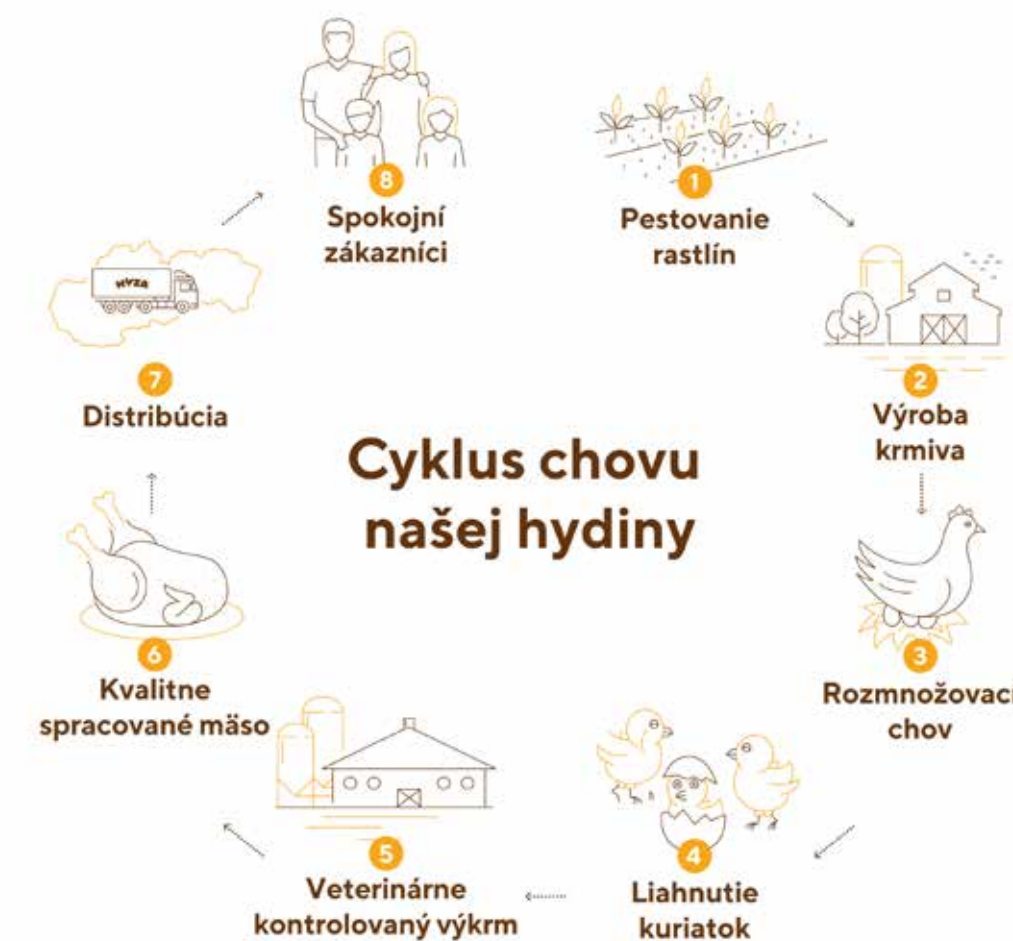 Cyklus chovu
našej hydiny
1
Pestovanie
rastlín
2
Výroba
krmiva
3
Rozmnožovací
chov
4
Liahnutie
kuriatok
5
Veterinárne
kontrolovaný výkrm
6
Kvalitne
spracované mäso
7
Distribúcia
HYZA
8
Spokojní
zákazníci